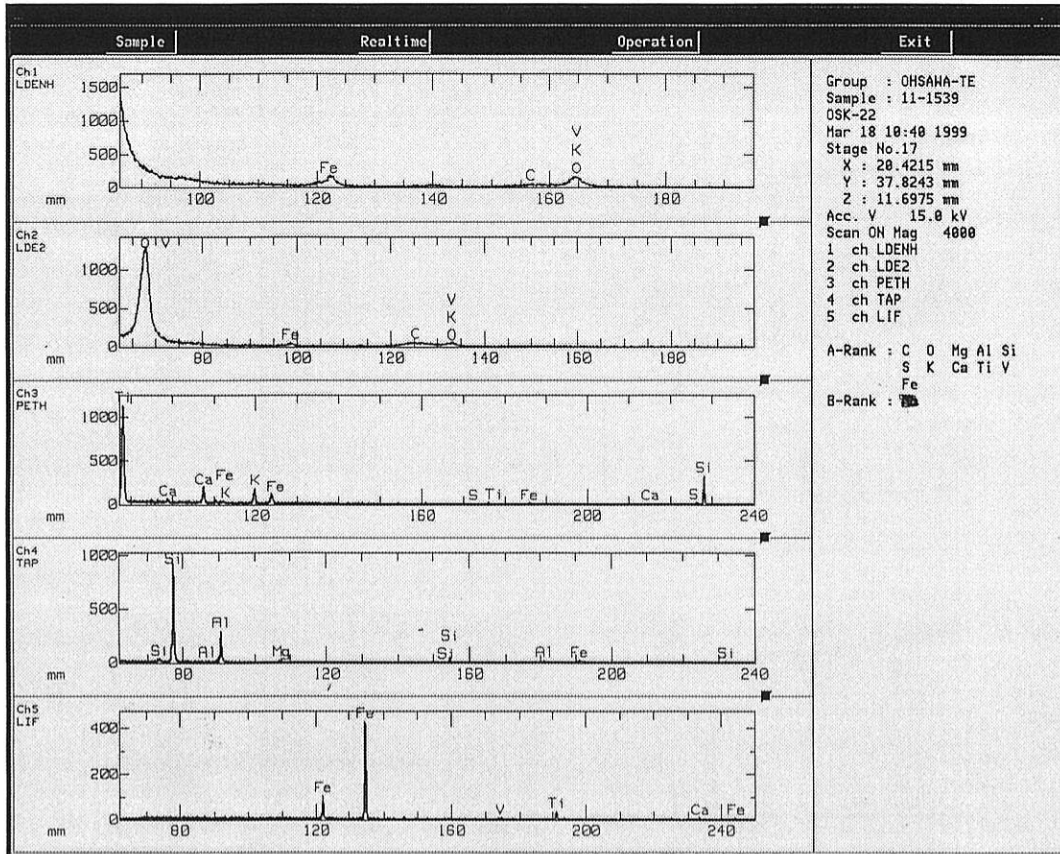 Sample Realtime Operation Exit
Ch1
LDENH
1500
1000
500
0
V
K
Fe C O
mm 100 120 140 160 180
Ch2
LDE2
O V
1000
500
0
V
K
Fe C O
mm 80 100 120 140 160 180
Ch3
PETH
1000
500
0
Ca Ca Fe K K Fe S Ti Fe Ca S Si
mm 120 160 200 240
Ch4
TAP
1000
500
0
Si
Si Al Al Mg Si Si Al Fe Si
mm 80 120 160 200 240
Ch5
LIF
400
200
0
Fe
Fe V Ti Ca Fe
mm 80 120 160 200 240
Group : OHSAWA-TE
Sample : 11-1539
OSK-22
Mar 18 10:40 1999
Stage No.17
X : 20.4215 mm
Y : 37.8243 mm
Z : 11.6975 mm
Acc. V 15.0 kV
Scan ON Mag 4000
1 ch LDENH
2 ch LDE2
3 ch PETH
4 ch TAP
5 ch LIF
A-Rank : C O Mg Al Si
S K Ca Ti V
Fe
B-Rank :